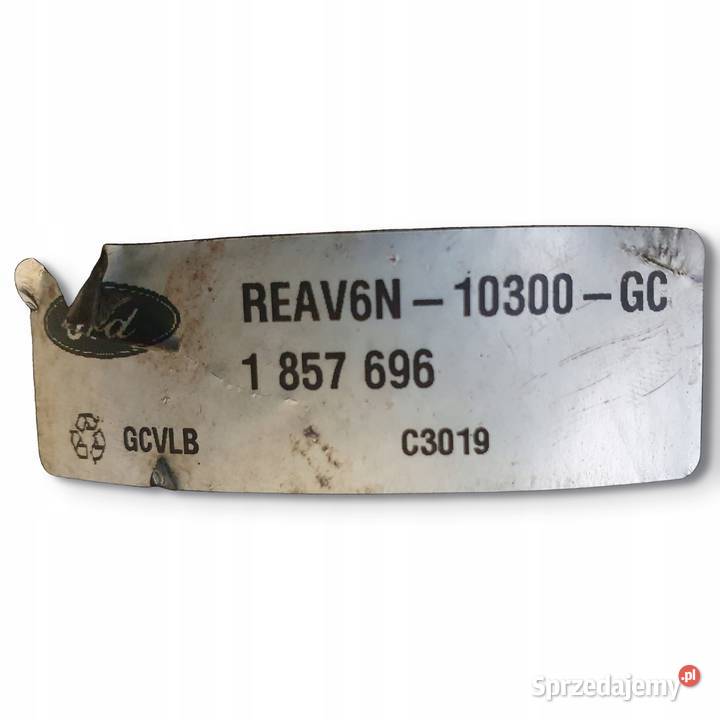 REAV6N-10300-GC
1 857 696
GCVLB C3019
Sprzedajemy.pl